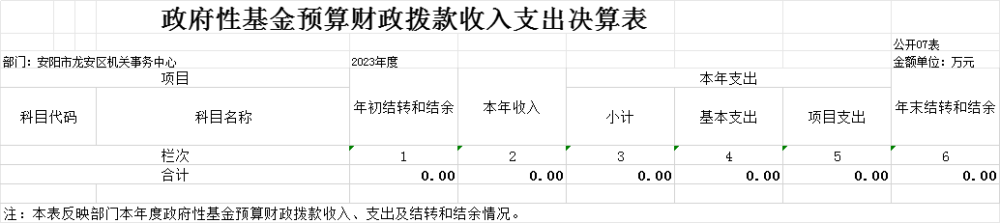 政府性基金预算财政拨款收入支出决算表
公开07表
部门：安阳市龙安区机关事务中心 2023年度 金额单位：万元
项目 年初结转和结余 本年收入 本年支出 年末结转和结余
科目代码 科目名称 小计 基本支出 项目支出
栏次 1 2 3 4 5 6
合计 0.00 0.00 0.00 0.00 0.00 0.00
注：本表反映部门本年度政府性基金预算财政拨款收入、支出及结转和结余情况。